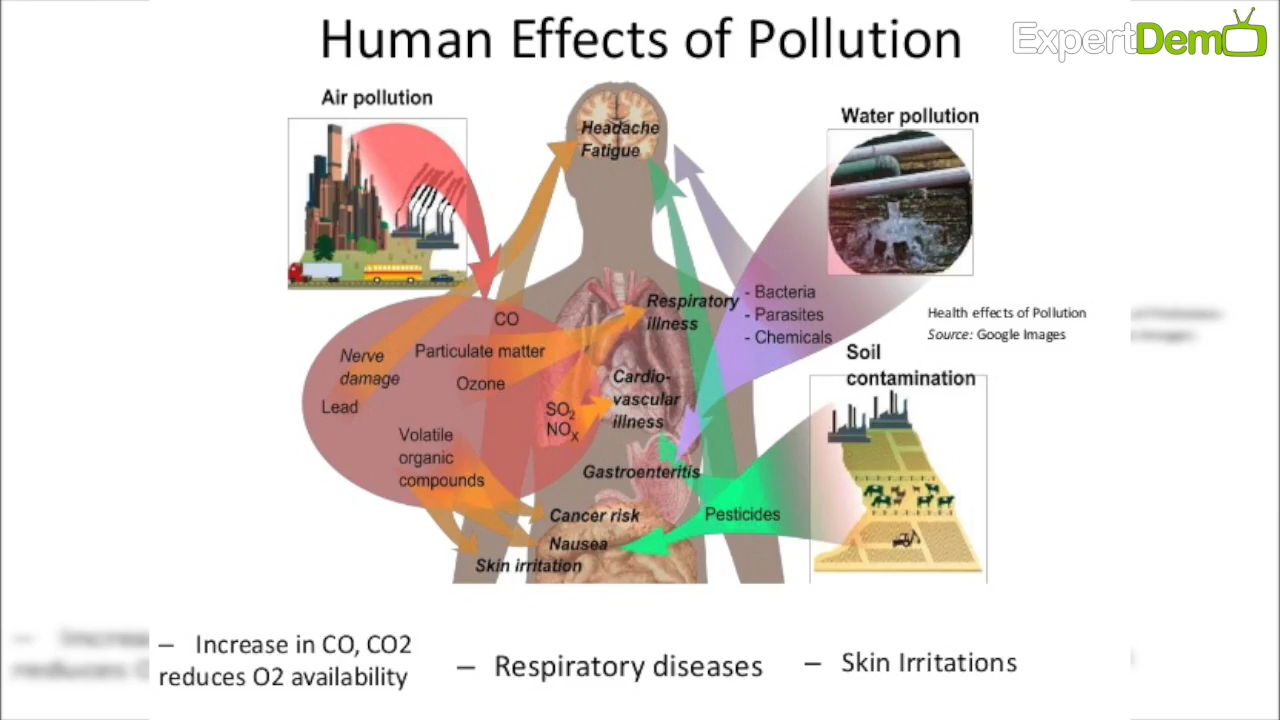 Human Effects of Pollution
ExpertDemo
Air pollution
Water pollution
Headache
Fatigue
- Bacteria
- Parasites
- Chemicals
Health effects of Pollution
Source: Google Images
Respiratory
illness
CO
Particulate matter
Nerve
damage
Ozone
Lead
SO2
NOX
Cardio-
vascular
illness
Soil
contamination
Volatile
organic
compounds
Gastroenteritis
Cancer risk
Pesticides
Nausea
Skin irritation
– Increase in CO, CO2
reduces O2 availability
– Respiratory diseases
– Skin Irritations